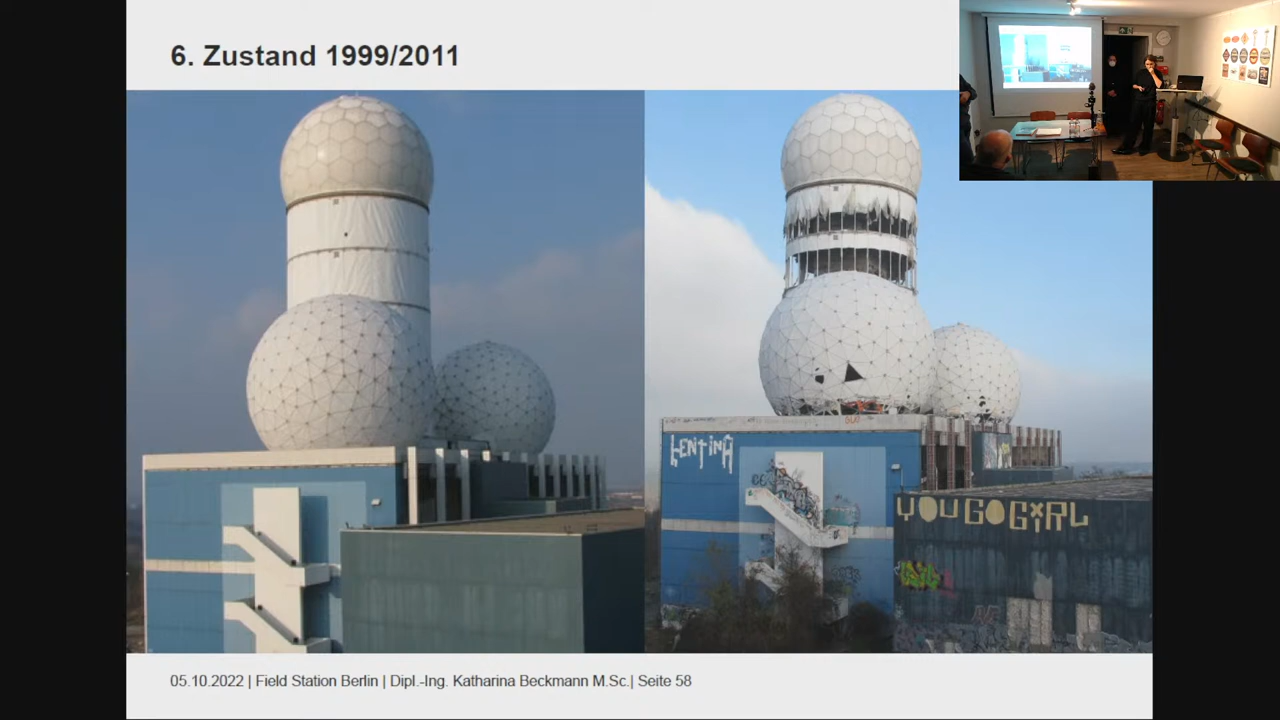 6. Zustand 1999/2011
LENTINA
YOU GO GIRL
05.10.2022 | Field Station Berlin | Dipl.-Ing. Katharina Beckmann M.Sc.| Seite 58